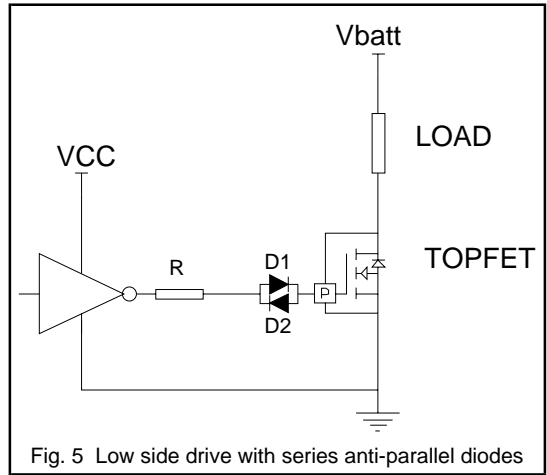 Vbatt
LOAD
VCC
TOPFET
R
D1
P
D2
Fig. 5 Low side drive with series anti-parallel diodes